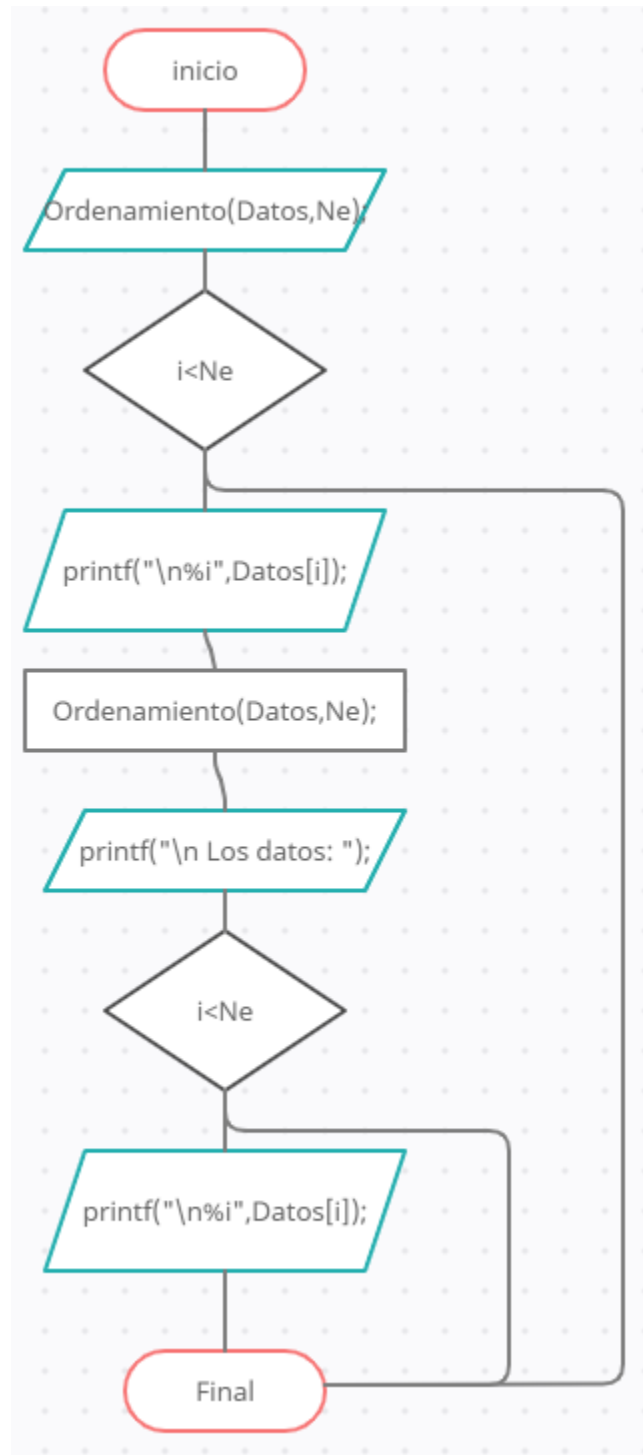 inicio
Ordenamiento(Datos,Ne);
i<Ne
printf("\n%i",Datos[i]);
Ordenamiento(Datos,Ne);
printf("\n Los datos: ");
i<Ne
printf("\n%i",Datos[i]);
Final